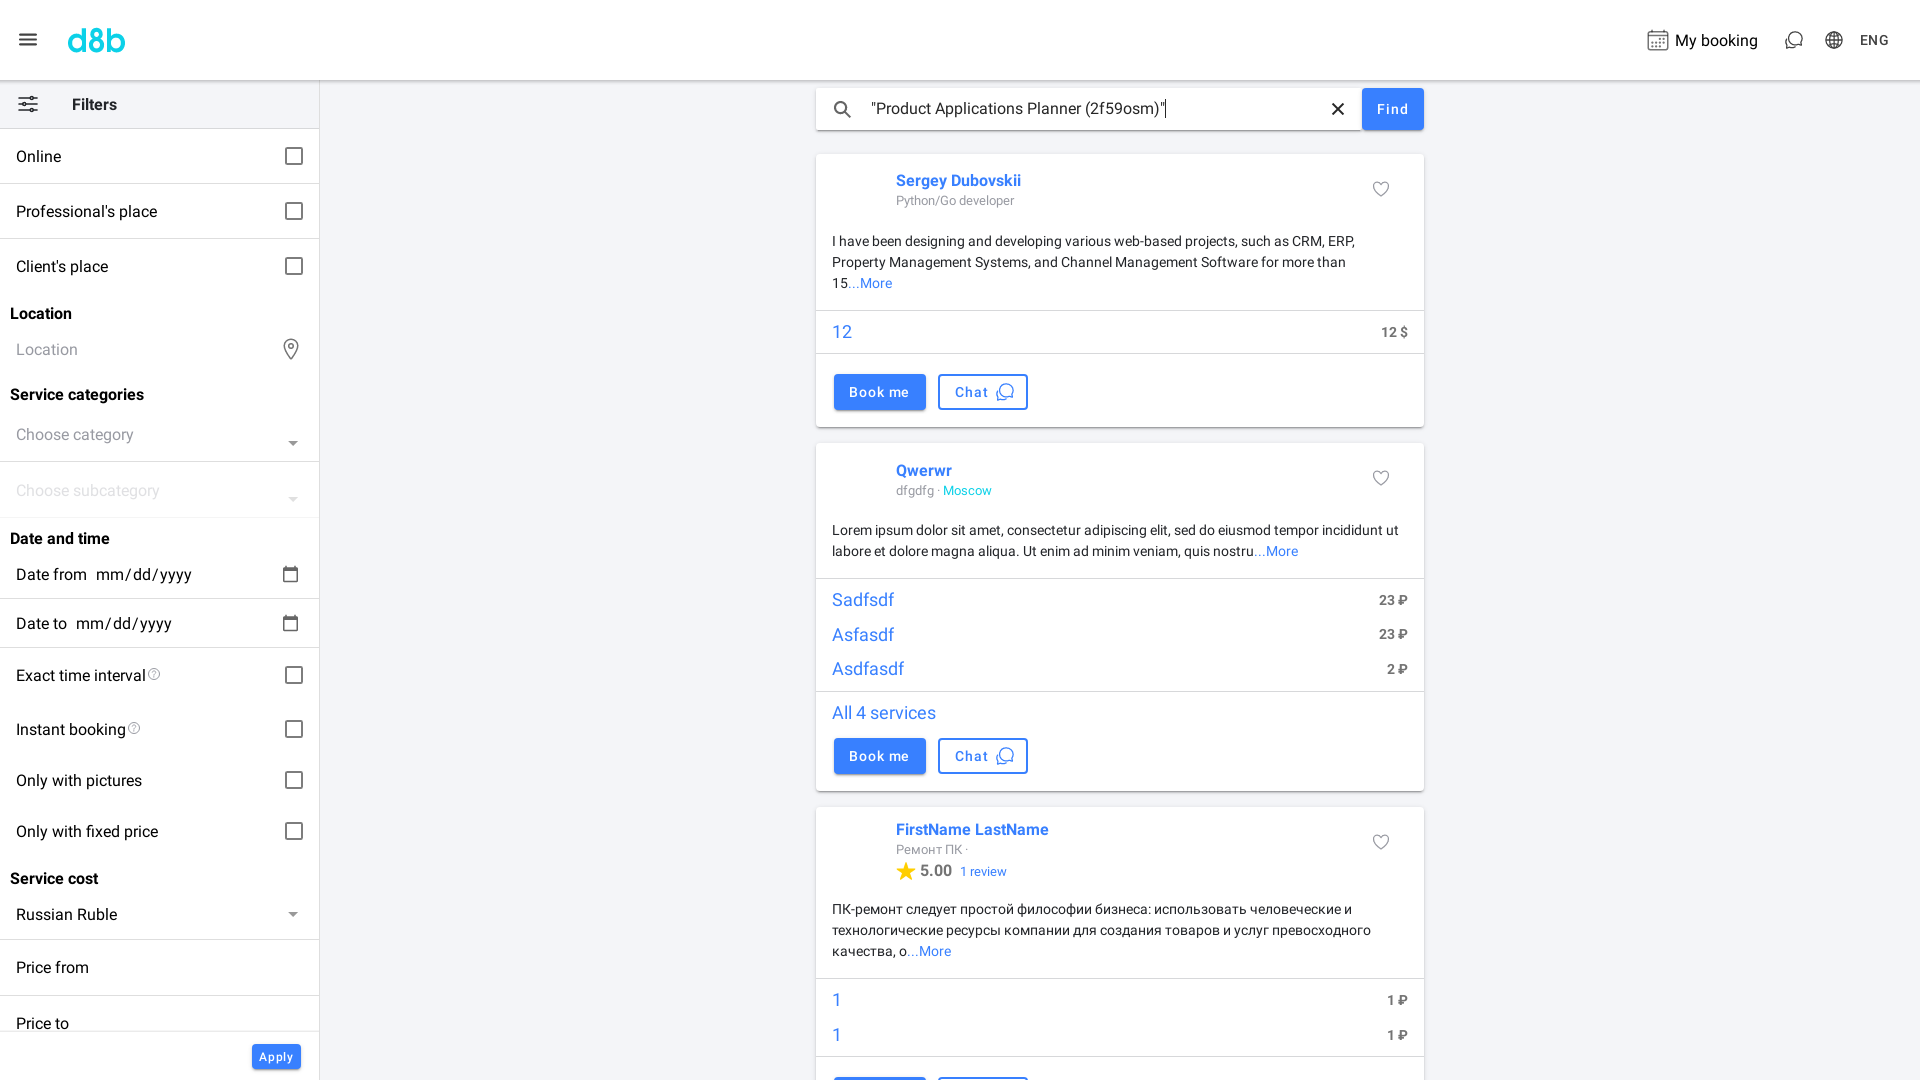 d8b
My booking
ENG
Filters
Online
Professional's place
Client's place
Location
Location
Service categories
Choose category
Choose subcategory
Date and time
Date from mm/dd/yyyy
Date to mm/dd/yyyy
Exact time interval
Instant booking
Only with pictures
Only with fixed price
Service cost
Russian Ruble
Price from
Price to
Apply
"Product Applications Planner (2f59osm)"
Find
Sergey Dubovskii
Python/Go developer
I have been designing and developing various web-based projects, such as CRM, ERP,
Property Management Systems, and Channel Management Software for more than
15...More
12 12 $
Book me Chat
Qwerwr
dfgdfg · Moscow
Lorem ipsum dolor sit amet, consectetur adipiscing elit, sed do eiusmod tempor incididunt ut
labore et dolore magna aliqua. Ut enim ad minim veniam, quis nostru...More
Sadfsdf 23 ₽
Asfasdf 23 ₽
Asdfasdf 2 ₽
All 4 services
Book me Chat
FirstName LastName
Ремонт ПК ·
5.00 1 review
ПК-ремонт следует простой философии бизнеса: использовать человеческие и
технологические ресурсы компании для создания товаров и услуг превосходного
качества, о...More
1 1 ₽
1 1 ₽